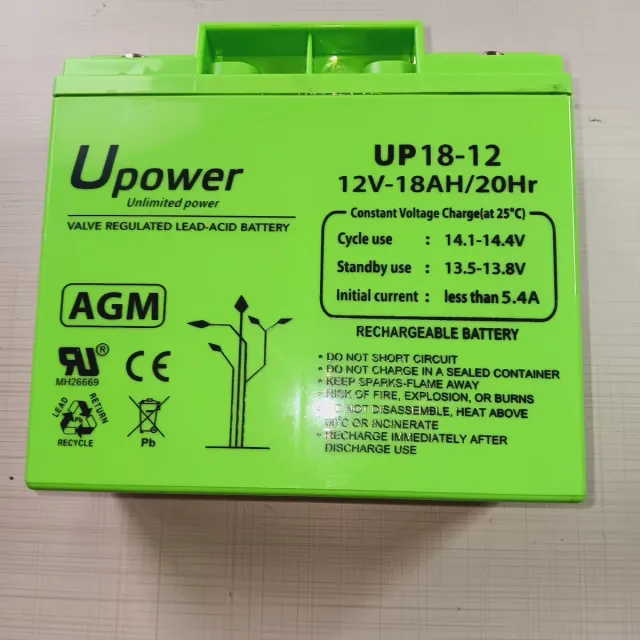 Upower
Unlimited power
VALVE REGULATED LEAD-ACID BATTERY
UP18-12
12V-18AH/20Hr
Constant Voltage Charge(at 25°C)
Cycle use : 14.1-14.4V
Standby use : 13.5-13.8V
Initial current : less than 5.4A
RECHARGEABLE BATTERY
• DO NOT SHORT CIRCUIT
• DO NOT CHARGE IN A SEALED CONTAINER
• KEEP SPARKS-FLAME AWAY
• RISK OF FIRE, EXPLOSION, OR BURNS
• DO NOT DISASSEMBLE, HEAT ABOVE
°C OR INCINERATE
• RECHARGE IMMEDIATELY AFTER
DISCHARGE USE
AGM
RU®
MH26669
CE
LEAD RETURN
RECYCLE
Pb